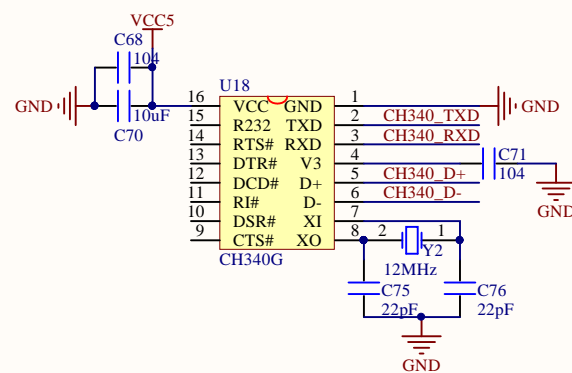 VCC5
C68
104
GND
10uF
C70
U18
16 VCC GND 1
15 R232 TXD 2 CH340_TXD
14 RTS# RXD 3 CH340_RXD
13 DTR# V3 4
12 DCD# D+ 5 CH340_D+
11 RI# D- 6 CH340_D-
10 DSR# XI 7
9 CTS# XO 8
CH340G
GND
C71
104
GND
2 1
Y2
12MHz
C75
22pF
C76
22pF
GND